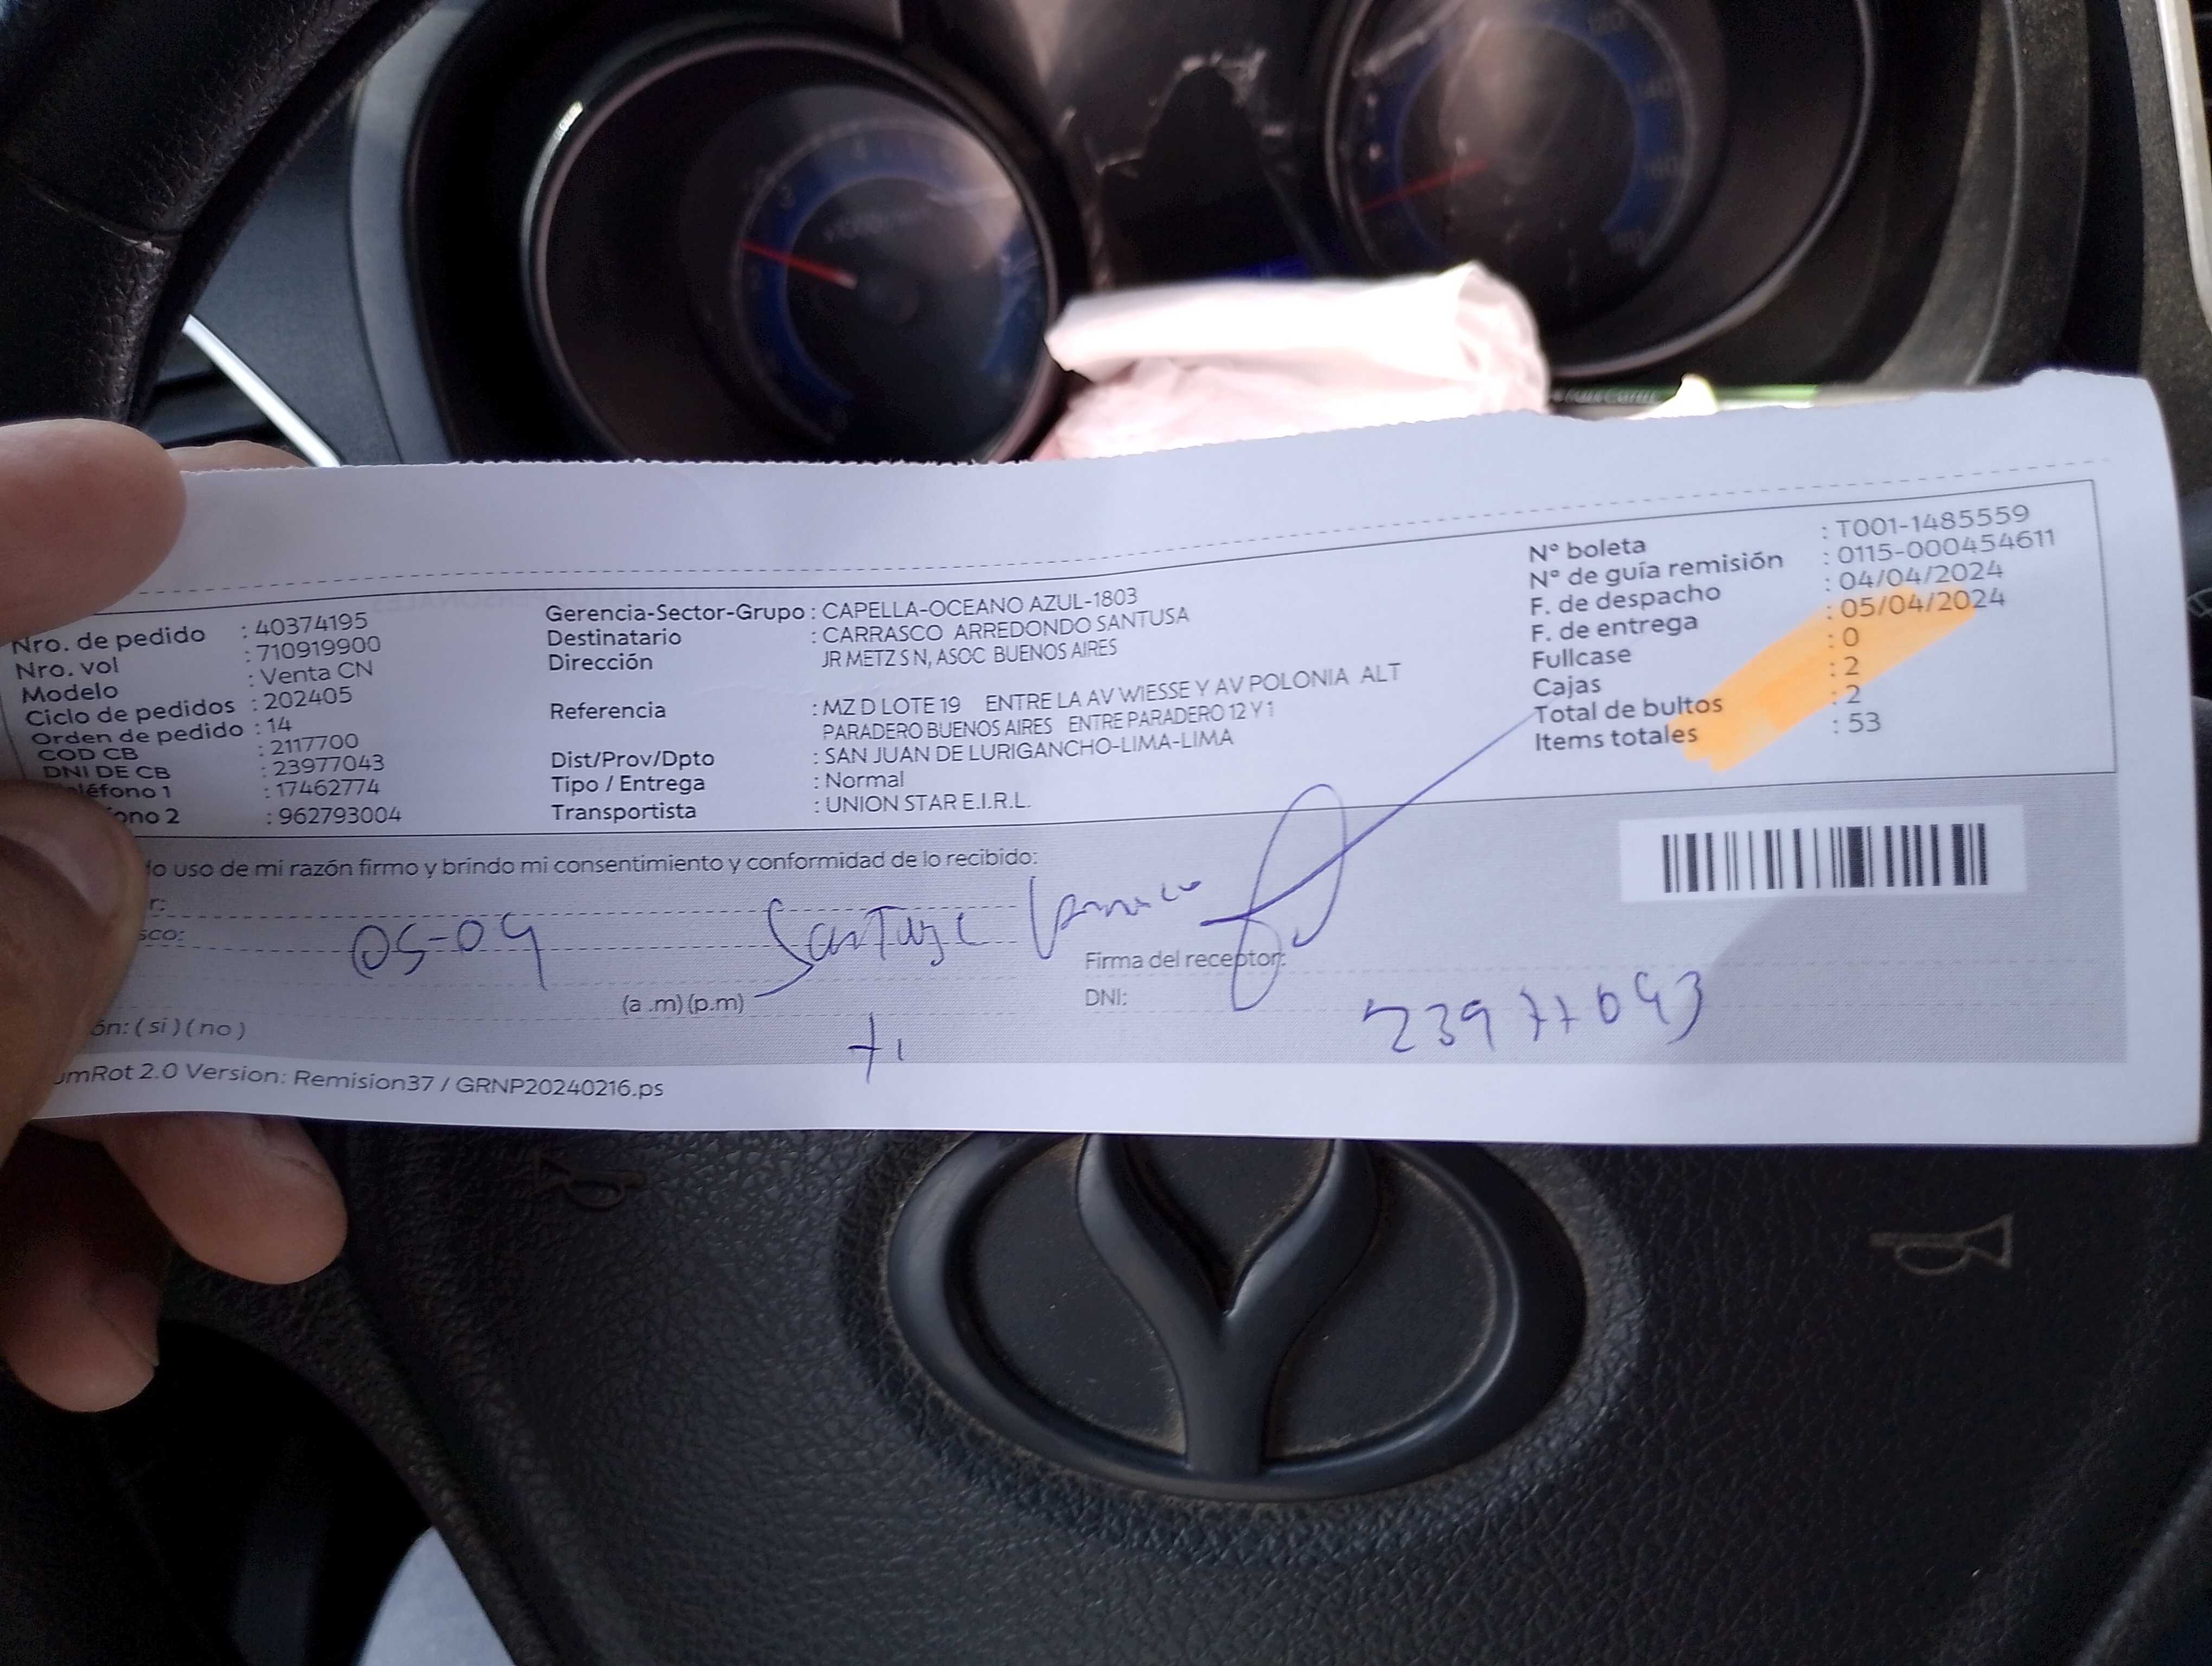 Nro. de pedido : 40374195
Nro. vol : 710919900
Modelo : Venta CN
Ciclo de pedidos : 202405
Orden de pedido : 14
COD CB : 2117700
DNI DE CB : 23977043
léfono 1 : 17462774
ono 2 : 962793004
Gerencia-Sector-Grupo : CAPELLA-OCEANO AZUL-1803
Destinatario : CARRASCO ARREDONDO SANTUSA
Dirección JR METZ S N, ASOC BUENOS AIRES
Referencia : MZ D LOTE 19 ENTRE LA AV WIESSE Y AV POLONIA ALT
PARADERO BUENOS AIRES ENTRE PARADERO 12 Y 1
Dist/Prov/Dpto : SAN JUAN DE LURIGANCHO-LIMA-LIMA
Tipo / Entrega : Normal
Transportista : UNION STAR E.I.R.L.
N° boleta : T001-1485559
N° de guía remisión : 0115-000454611
F. de despacho : 04/04/2024
F. de entrega : 05/04/2024
Fullcase : 0
Cajas : 2
Total de bultos : 2
Items totales : 53
o uso de mi razón firmo y brindo mi consentimiento y conformidad de lo recibido:
r:
sco:
05-04
(a .m) (p.m)
Firma del receptor:
DNI: 23977043
ón: ( si ) ( no )
mRot 2.0 Version: Remision37 / GRNP20240216.ps